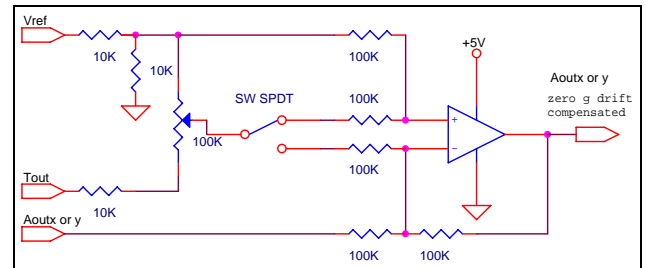 Vref
10K
10K
100K
+5V
Aoutx or y
zero g drift
compensated
SW SPDT
100K
100K
+
100K
−
Tout
10K
Aoutx or y
100K
100K